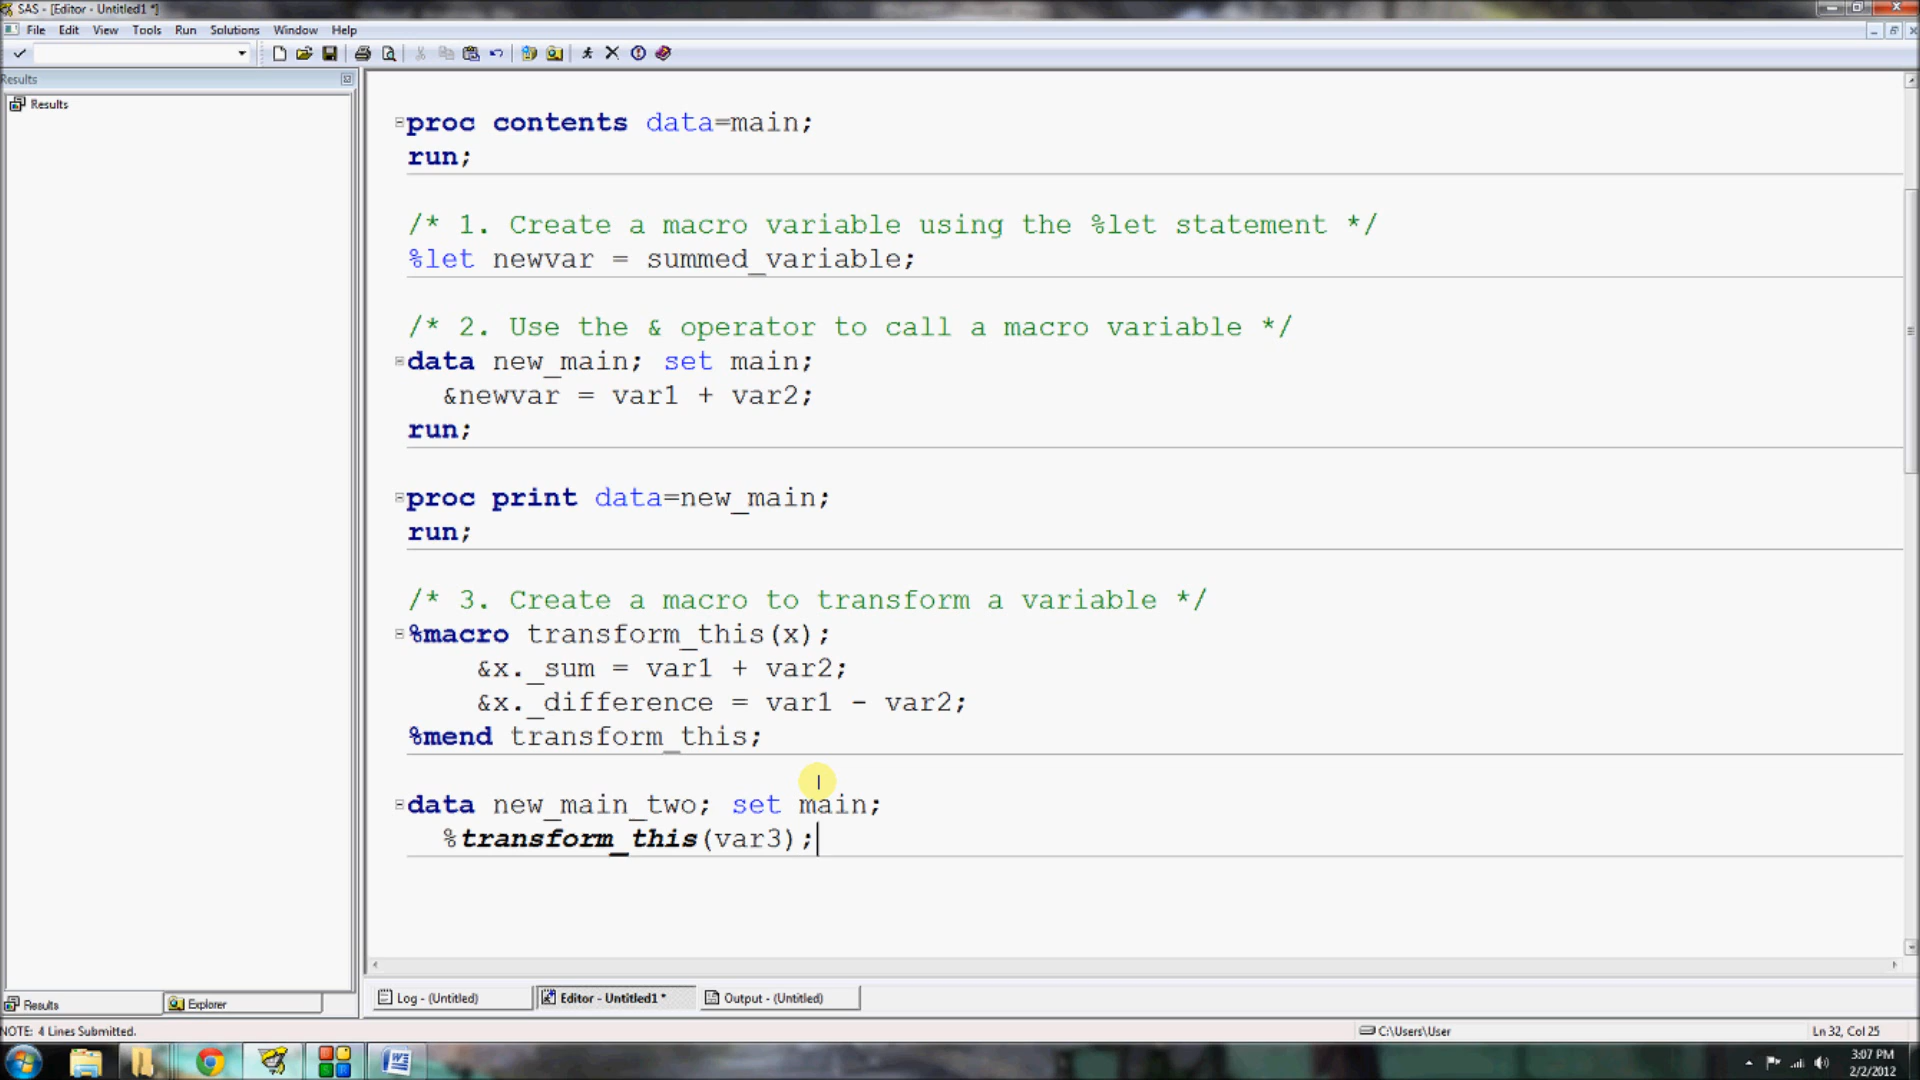 SAS - [Editor - Untitled1 *]
File Edit View Tools Run Solutions Window Help
Results
Results
proc contents data=main;
run;
/* 1. Create a macro variable using the %let statement */
%let newvar = summed_variable;
/* 2. Use the & operator to call a macro variable */
data new_main; set main;
&newvar = var1 + var2;
run;
proc print data=new_main;
run;
/* 3. Create a macro to transform a variable */
%macro transform_this(x);
&x._sum = var1 + var2;
&x._difference = var1 - var2;
%mend transform_this;
data new_main_two; set main;
%transform_this(var3);
Results Explorer
Log - (Untitled) Editor - Untitled1 * Output - (Untitled)
NOTE: 4 Lines Submitted. C:\Users\User Ln 32, Col 25
3:07 PM
2/2/2012